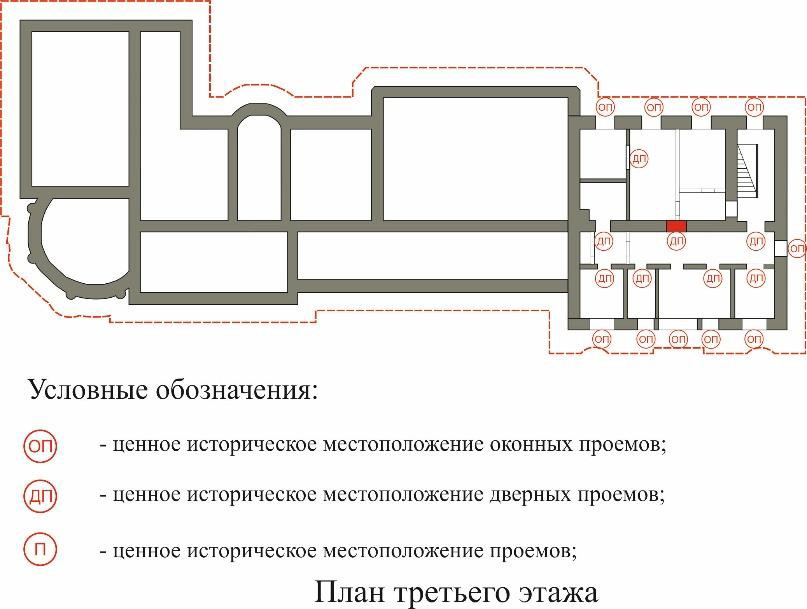 ОП ОП ОП ОП
ДП
ДП ДП ДП
ОП
ДП ДП ДП ДП
ОП ОП ОП ОП ОП
Условные обозначения:
ОП - ценное историческое местоположение оконных проемов;
ДП - ценное историческое местоположение дверных проемов;
П - ценное историческое местоположение проемов;
План третьего этажа